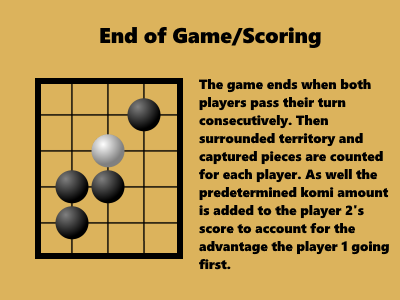 End of Game/Scoring
The game ends when both
players pass their turn
consecutively. Then
surrounded territory and
captured pieces are counted
for each player. As well the
predetermined komi amount
is added to the player 2's
score to account for the
advantage the player 1 going
first.